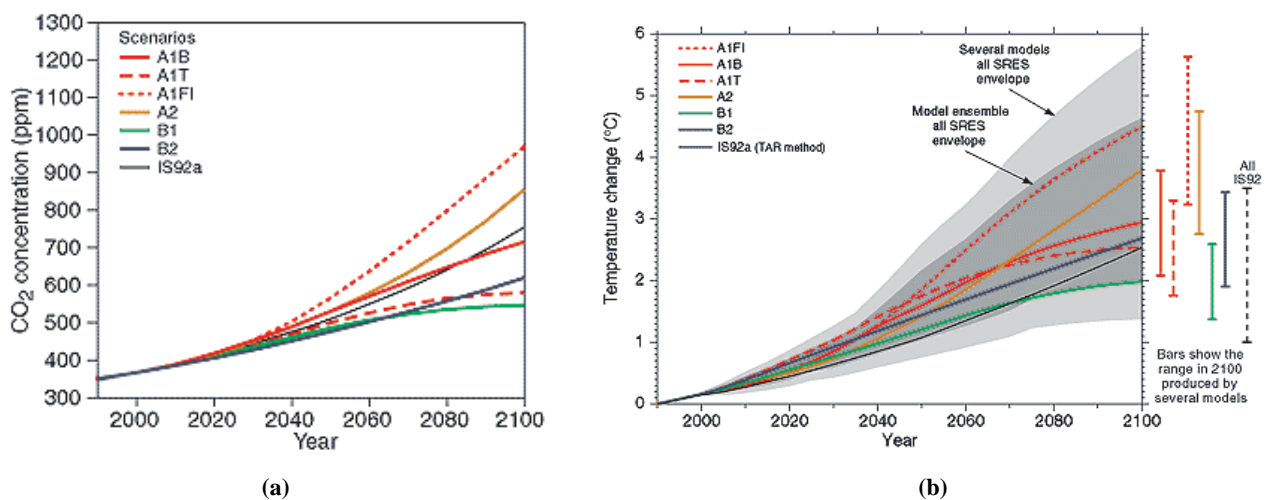 1300
1200
1100
1000
900
800
700
600
500
400
300
CO2 concentration (ppm)
Scenarios
A1B
A1T
A1FI
A2
B1
B2
IS92a
2000 2020 2040 2060 2080 2100
Year
(a)
6
5
4
3
2
1
0
Temperature change (°C)
A1FI
A1B
A1T
A2
B1
B2
IS92a (TAR method)
Several models
all SRES
envelope
Model ensemble
all SRES
envelope
All
IS92
Bars show the
range in 2100
produced by
several models
2000 2020 2040 2060 2080 2100
Year
(b)